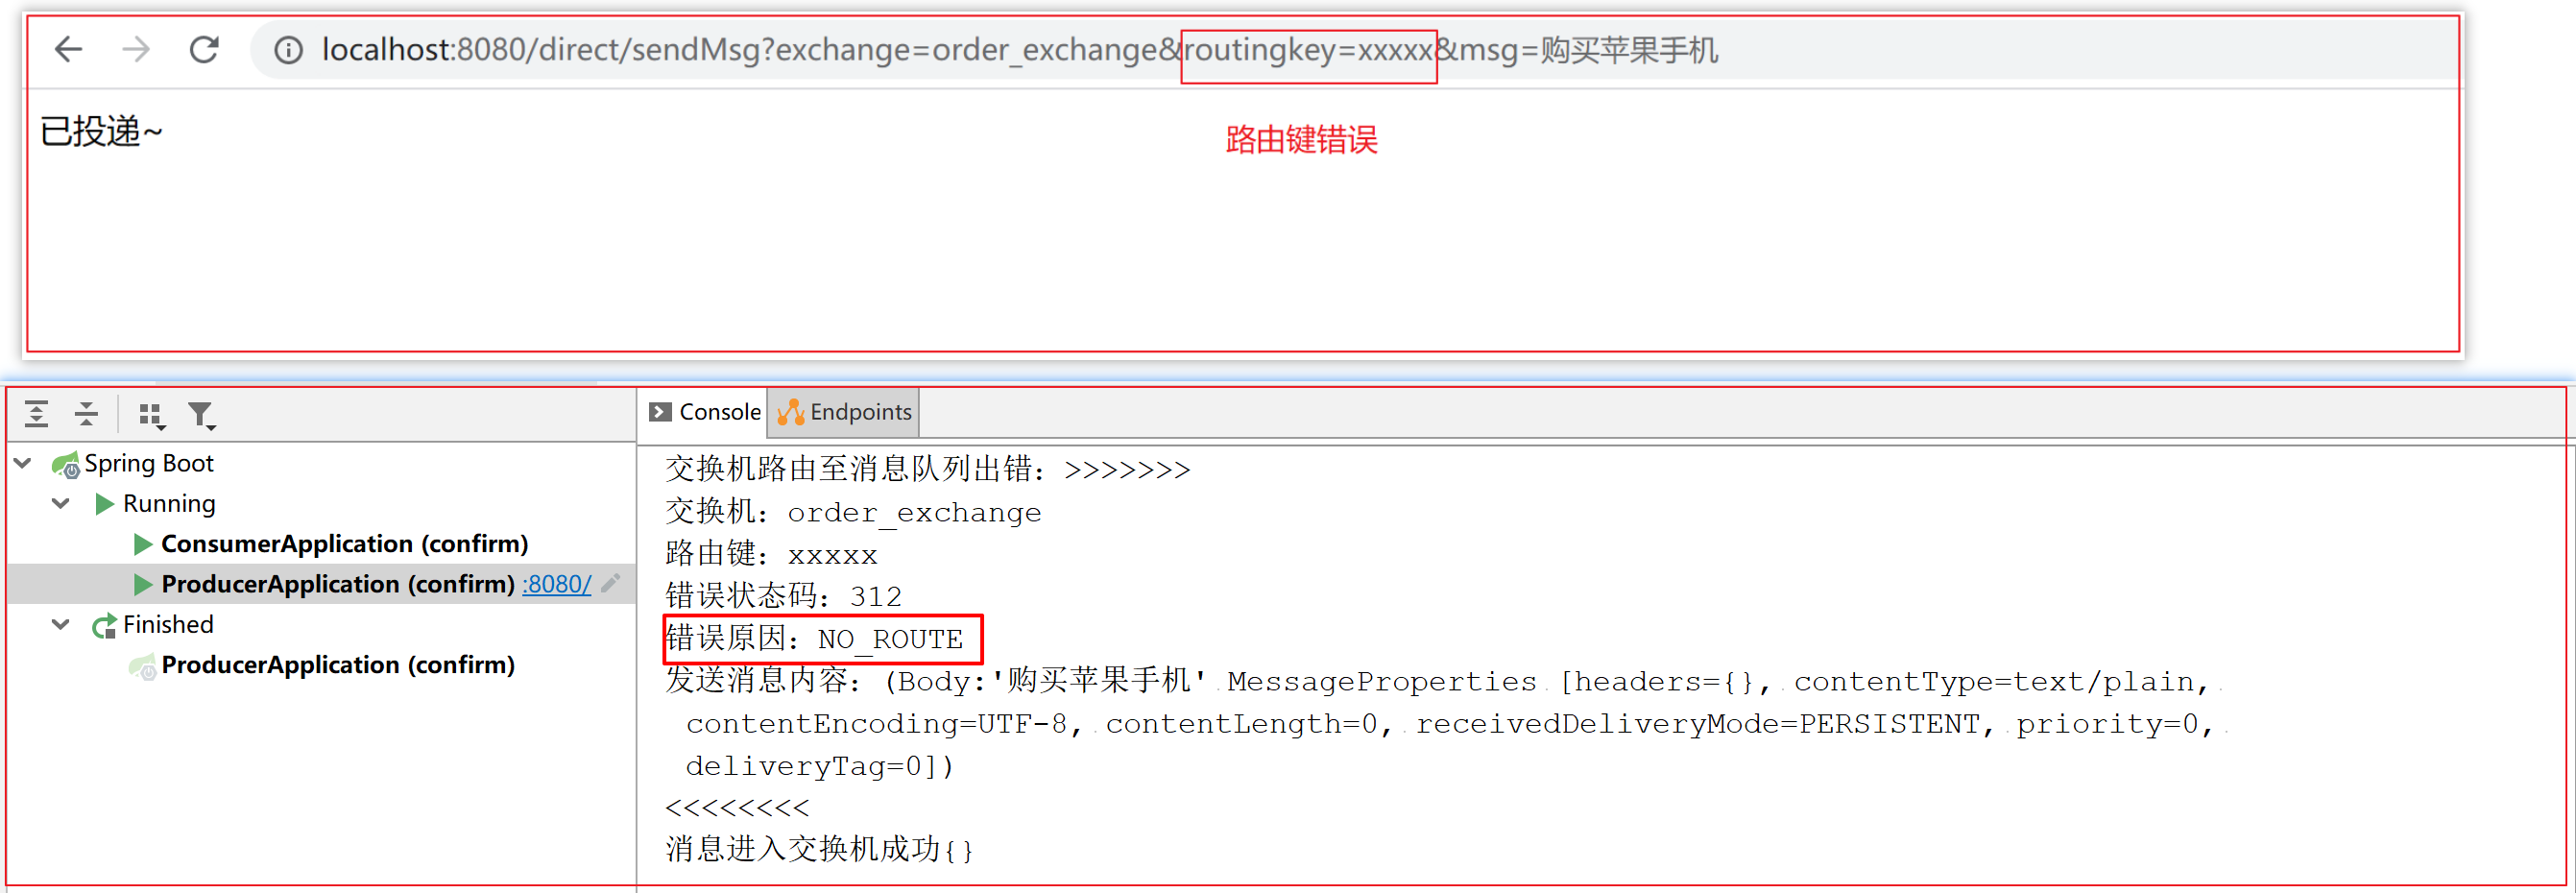 localhost:8080/direct/sendMsg?exchange=order_exchange&routingkey=xxxxx&msg=购买苹果手机
已投递~
路由键错误
Console
Endpoints
Spring Boot
Running
ConsumerApplication (confirm)
ProducerApplication (confirm) :8080/
Finished
ProducerApplication (confirm)
交换机路由至消息队列出错：>>>>>>>
交换机：order_exchange
路由键：xxxxx
错误状态码：312
错误原因：NO_ROUTE
发送消息内容：(Body:'购买苹果手机' MessageProperties [headers={}, contentType=text/plain,
contentEncoding=UTF-8, contentLength=0, receivedDeliveryMode=PERSISTENT, priority=0,
deliveryTag=0])
<<<<<<<<
消息进入交换机成功{}